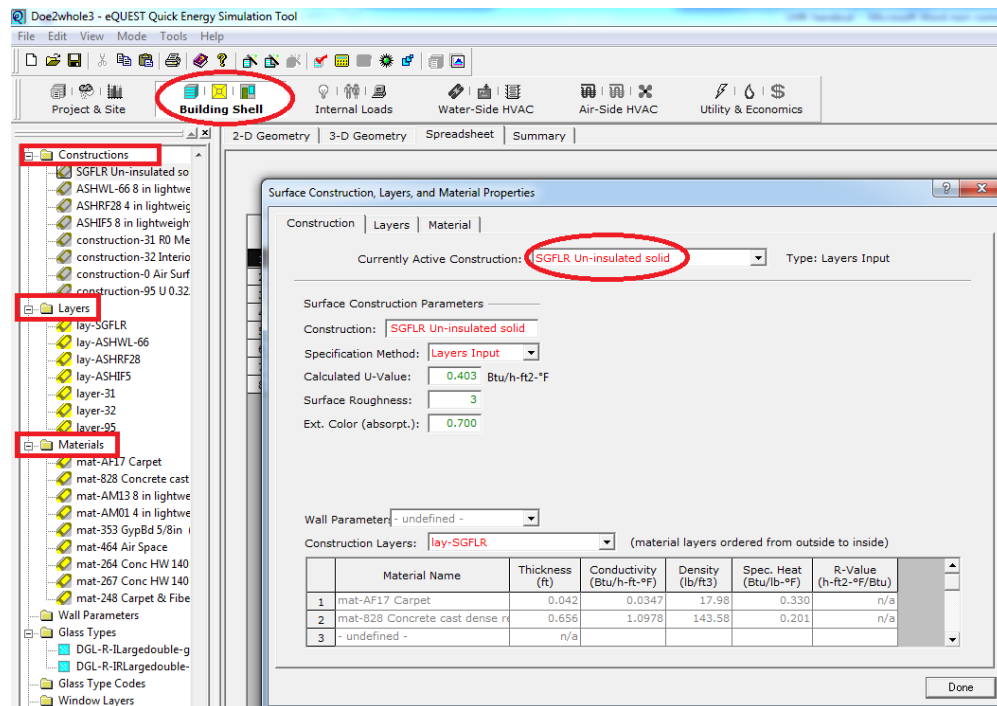 Doe2whole3 - eQUEST Quick Energy Simulation Tool
File Edit View Mode Tools Help
Project & Site Building Shell Internal Loads Water-Side HVAC Air-Side HVAC Utility & Economics
2-D Geometry 3-D Geometry Spreadsheet Summary
Constructions
SGFLR Un-insulated so
ASHWL-66 8 in lightwe
ASHRF28 4 in lightweig
ASHIF5 8 in lightweigh
construction-31 R0 Me
construction-32 Interio
construction-0 Air Surf
construction-95 U 0.32
Layers
lay-SGFLR
lay-ASHWL-66
lay-ASHRF28
lay-ASHIF5
layer-31
layer-32
layer-95
Materials
mat-AF17 Carpet
mat-828 Concrete cast
mat-AM13 8 in lightwe
mat-AM01 4 in lightwe
mat-353 GypBd 5/8in (
mat-464 Air Space
mat-264 Conc HW 140
mat-267 Conc HW 140
mat-248 Carpet & Fibe
Wall Parameters
Glass Types
DGL-R-ILargedouble-g
DGL-R-IRLargedouble-
Glass Type Codes
Window Layers
Surface Construction, Layers, and Material Properties
Construction Layers Material
Currently Active Construction: SGFLR Un-insulated solid Type: Layers Input
Surface Construction Parameters
Construction: SGFLR Un-insulated solid
Specification Method: Layers Input
Calculated U-Value: 0.403 Btu/h-ft2-°F
Surface Roughness: 3
Ext. Color (absorpt.): 0.700
Wall Parameter: - undefined -
Construction Layers: lay-SGFLR (material layers ordered from outside to inside)
Material Name Thickness (ft) Conductivity (Btu/h-ft-°F) Density (lb/ft3) Spec. Heat (Btu/lb-°F) R-Value (h-ft2-°F/Btu)
1 mat-AF17 Carpet 0.042 0.0347 17.98 0.330 n/a
2 mat-828 Concrete cast dense re 0.656 1.0978 143.58 0.201 n/a
3 - undefined - n/a
Done